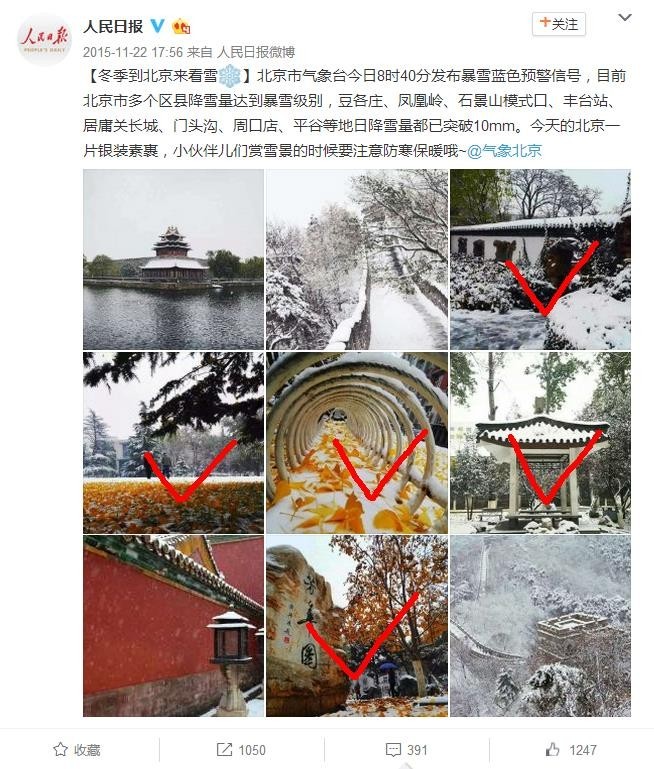 人民日报
PEOPLE'S DAILY
人民日报
+关注
2015-11-22 17:56 来自 人民日报微博
【冬季到北京来看雪】北京市气象台今日8时40分发布暴雪蓝色预警信号，目前
北京市多个区县降雪量达到暴雪级别，豆各庄、凤凰岭、石景山模式口、丰台站、
居庸关长城、门头沟、周口店、平谷等地日降雪量都已突破10mm。今天的北京一
片银装素裹，小伙伴儿们赏雪景的时候要注意防寒保暖哦~@气象北京
收藏
1050
391
1247